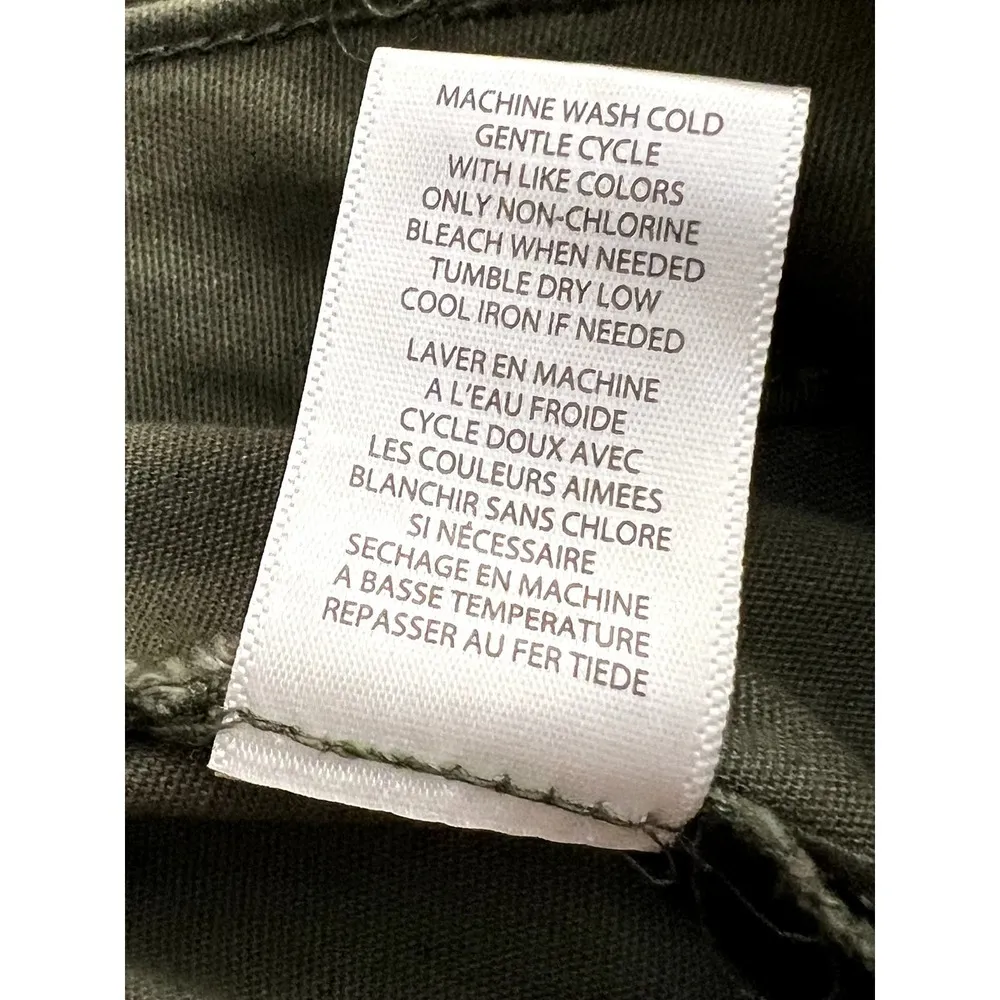 MACHINE WASH COLD
GENTLE CYCLE
WITH LIKE COLORS
ONLY NON-CHLORINE
BLEACH WHEN NEEDED
TUMBLE DRY LOW
COOL IRON IF NEEDED
LAVER EN MACHINE
A L'EAU FROIDE
CYCLE DOUX AVEC
LES COULEURS AIMEES
BLANCHIR SANS CHLORE
SI NÉCESSAIRE
SECHAGE EN MACHINE
A BASSE TEMPERATURE
REPASSER AU FER TIEDE